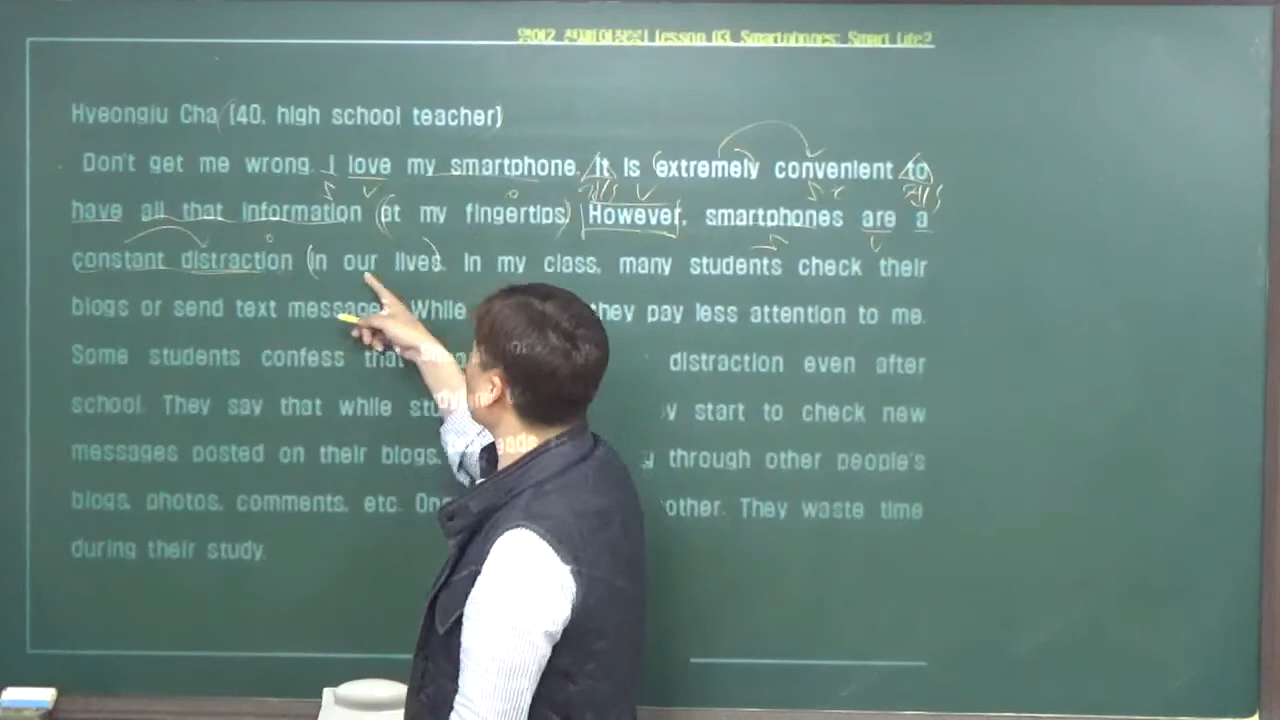 영어2 lesson 03. Smartphones: Smart Life?
Hyeongju Cha (40, high school teacher)
Don't get me wrong. I love my smartphone. It is extremely convenient to
have all that information at my fingertips. However, smartphones are a
constant distraction in our lives. In my class, many students check their
blogs or send text messages. While they pay less attention to me.
Some students confess that distraction even after
school. They say that while start to check new
messages posted on their blogs. through other people's
blogs, photos, comments, etc. other. They waste time
during their study.